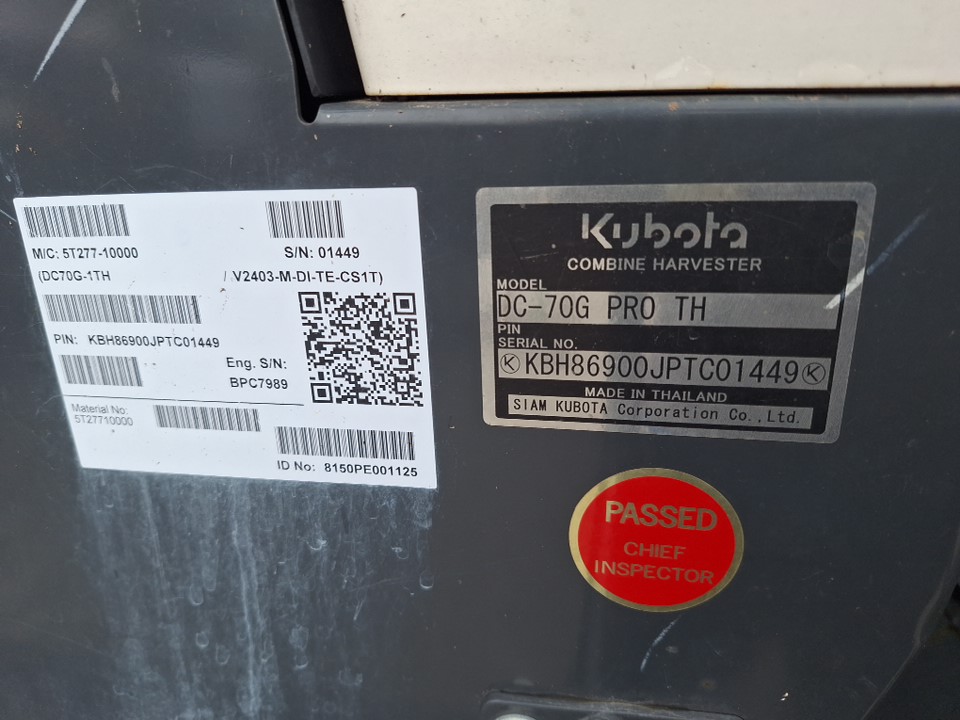 M/C: 5T277-10000
S/N: 01449
(DC70G-1TH / V2403-M-DI-TE-CS1T)
PIN: KBH86900JPTC01449
Eng. S/N:
BPC7989
Material No:
5T27710000
ID No: 8150PE001125
Kubota
COMBINE HARVESTER
MODEL
DC-70G PRO TH
PIN
SERIAL NO.
K KBH86900JPTC01449 K
MADE IN THAILAND
SIAM KUBOTA Corporation Co.,Ltd.
PASSED
CHIEF
INSPECTOR